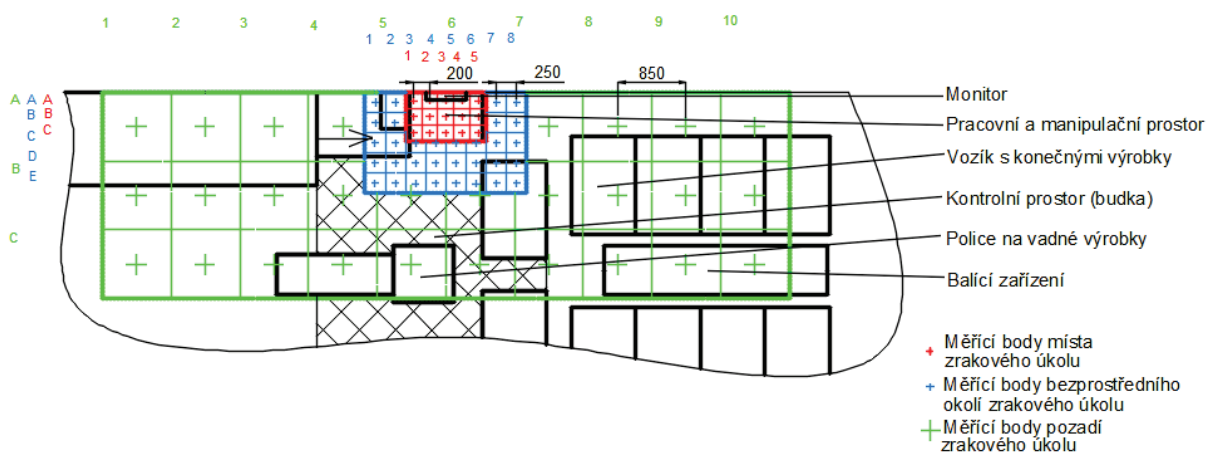 1 2 3 4 5 6 7 8 9 10
1 2 3 4 5 6 7 8
1 2 3 4 5
200 250 850
A A A
B B
C C
D
B E
C
Monitor
Pracovní a manipulační prostor
Vozík s konečnými výrobky
Kontrolní prostor (budka)
Police na vadné výrobky
Balící zařízení
Měřící body místa
zrakového úkolu
Měřící body bezprostředního
okolí zrakového úkolu
Měřící body pozadí
zrakového úkolu